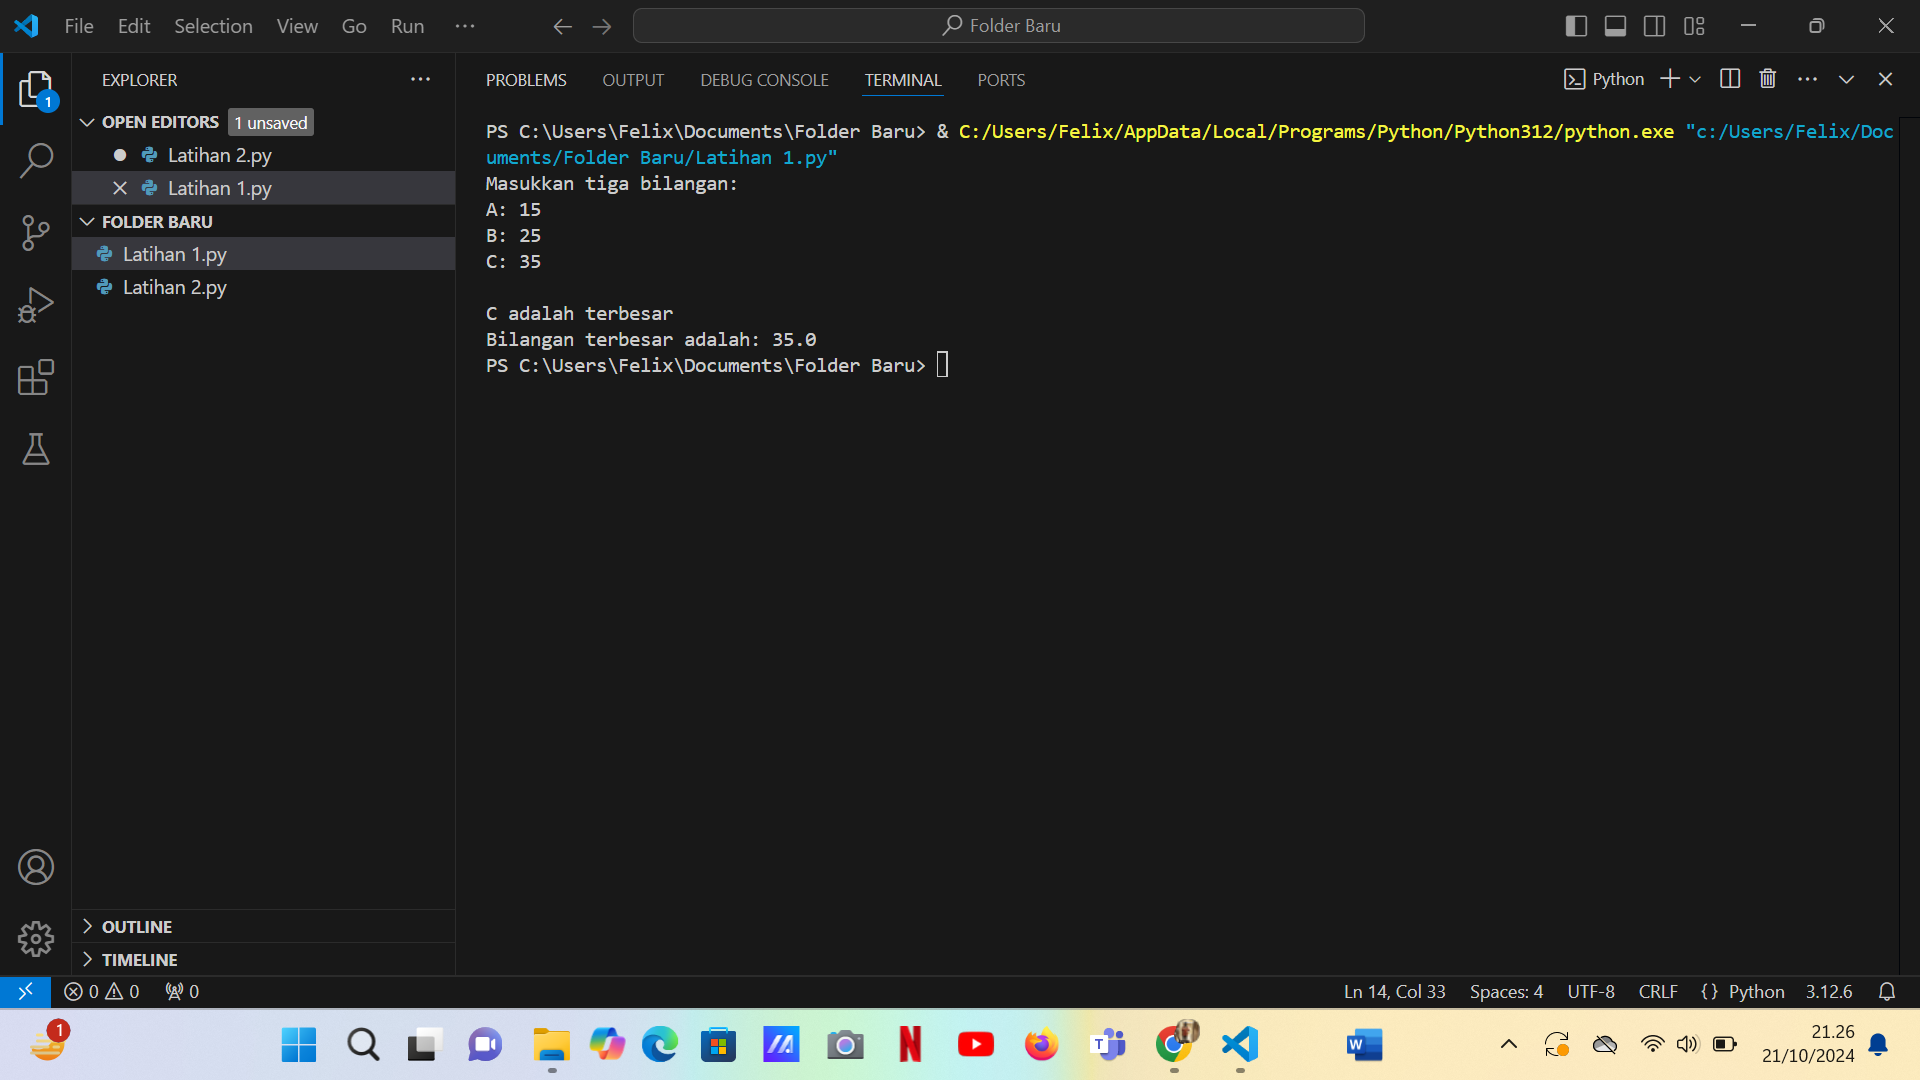 File Edit Selection View Go Run ···
Folder Baru
EXPLORER
OPEN EDITORS 1 unsaved
Latihan 2.py
Latihan 1.py
FOLDER BARU
Latihan 1.py
Latihan 2.py
OUTLINE
TIMELINE
1
PROBLEMS OUTPUT DEBUG CONSOLE TERMINAL PORTS
Python
PS C:\Users\Felix\Documents\Folder Baru> & C:/Users/Felix/AppData/Local/Programs/Python/Python312/python.exe "c:/Users/Felix/Doc
uments/Folder Baru/Latihan 1.py"
Masukkan tiga bilangan:
A: 15
B: 25
C: 35
C adalah terbesar
Bilangan terbesar adalah: 35.0
PS C:\Users\Felix\Documents\Folder Baru>
0 0 0
Ln 14, Col 33 Spaces: 4 UTF-8 CRLF {} Python 3.12.6
1
21.26
21/10/2024